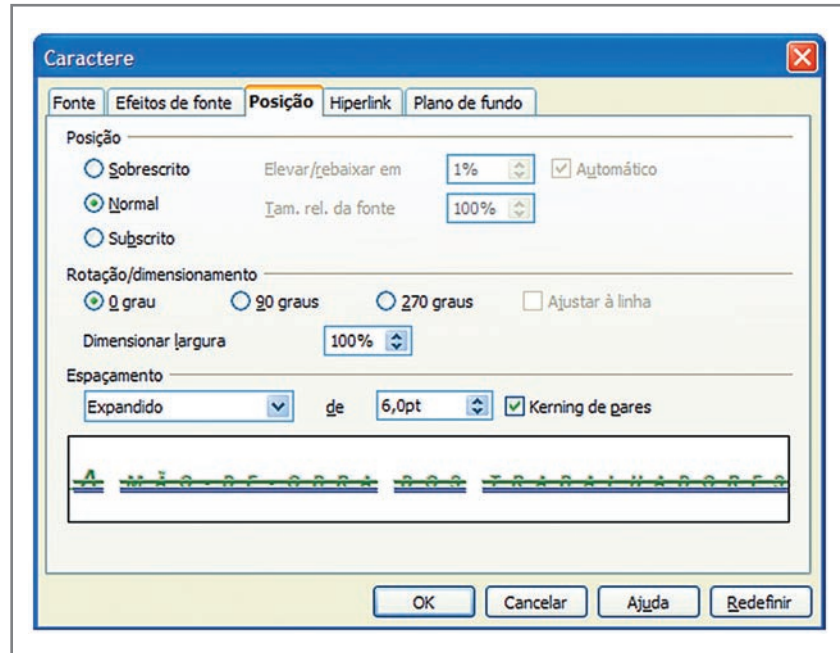 Caractere
Fonte Efeitos de fonte Posição Hiperlink Plano de fundo
Posição
Sobrescrito Elevar/rebaixar em 1% Automático
Normal Tam. rel. da fonte 100%
Subscrito
Rotação/dimensionamento
0 grau 90 graus 270 graus Ajustar à linha
Dimensionar largura 100%
Espaçamento
Expandido de 6,0pt Kerning de pares
A MÃO-DE-OBRA DOS TRABALHADORES
OK Cancelar Ajuda Redefinir